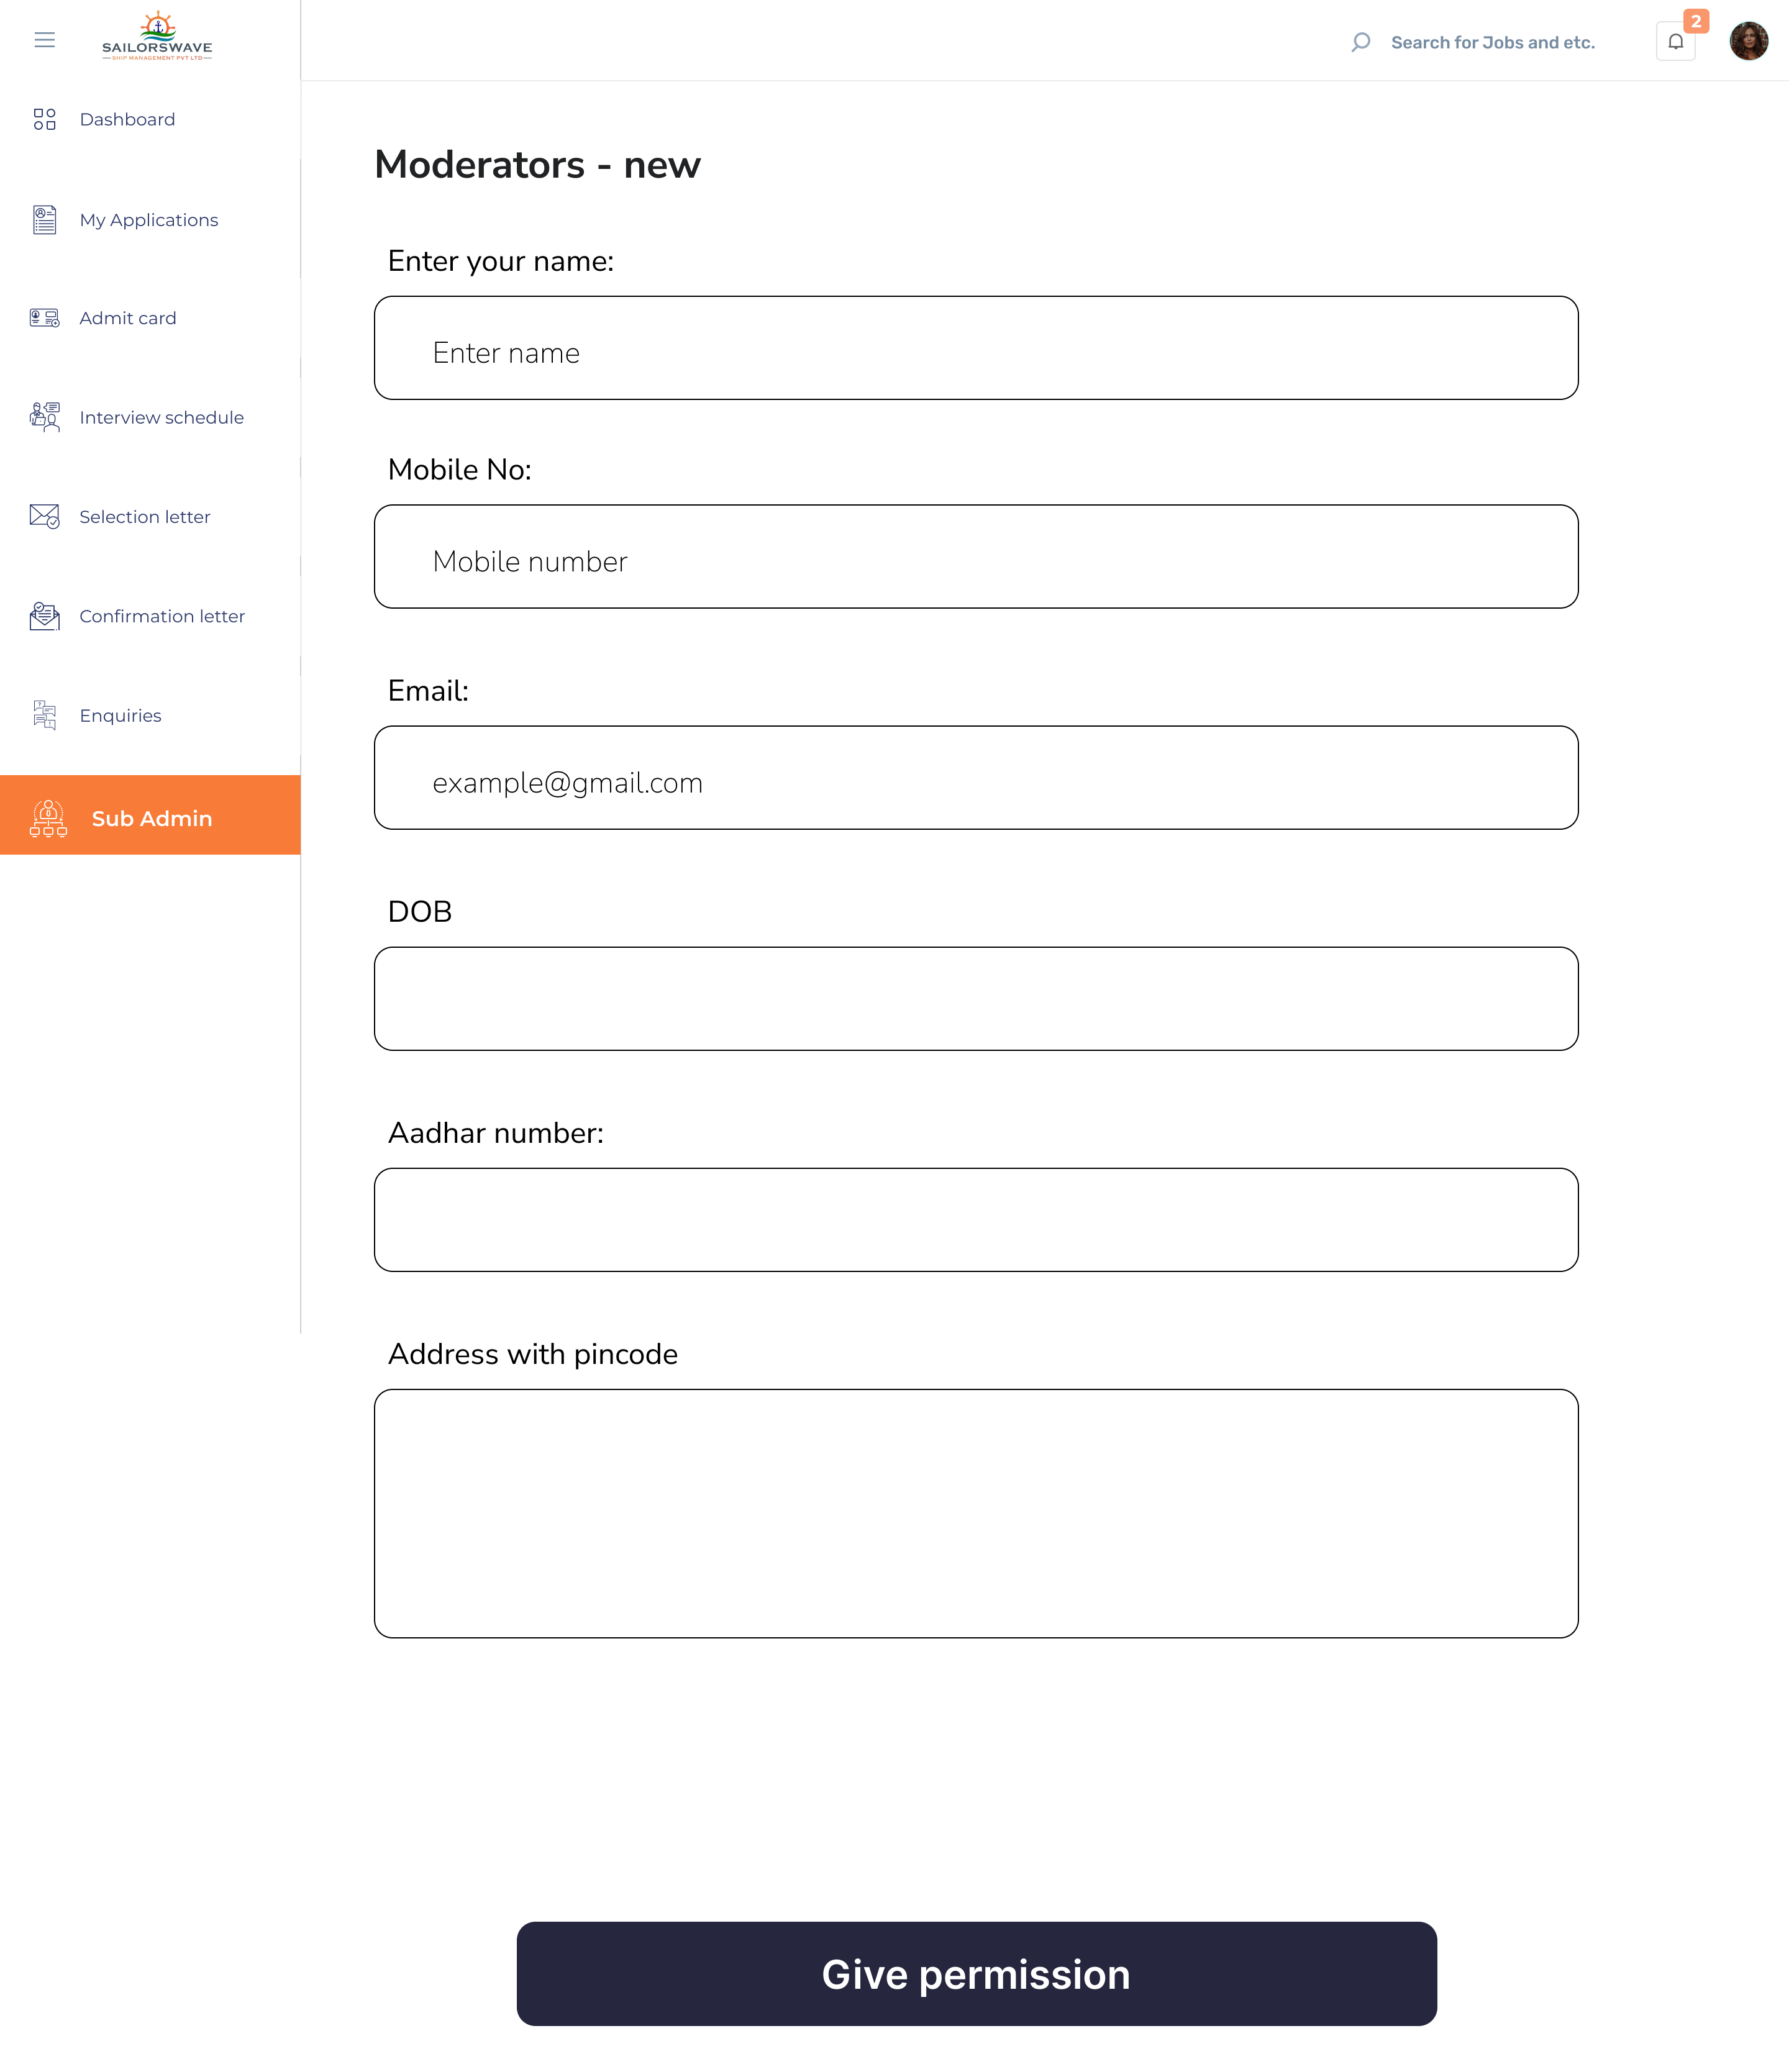 SAILORSWAVE
SHIP MANAGEMENT PVT LTD
Search for Jobs and etc.
2
Dashboard
My Applications
Admit card
Interview schedule
Selection letter
Confirmation letter
Enquiries
Sub Admin
Moderators - new
Enter your name:
Enter name
Mobile No:
Mobile number
Email:
example@gmail.com
DOB
Aadhar number:
Address with pincode
Give permission